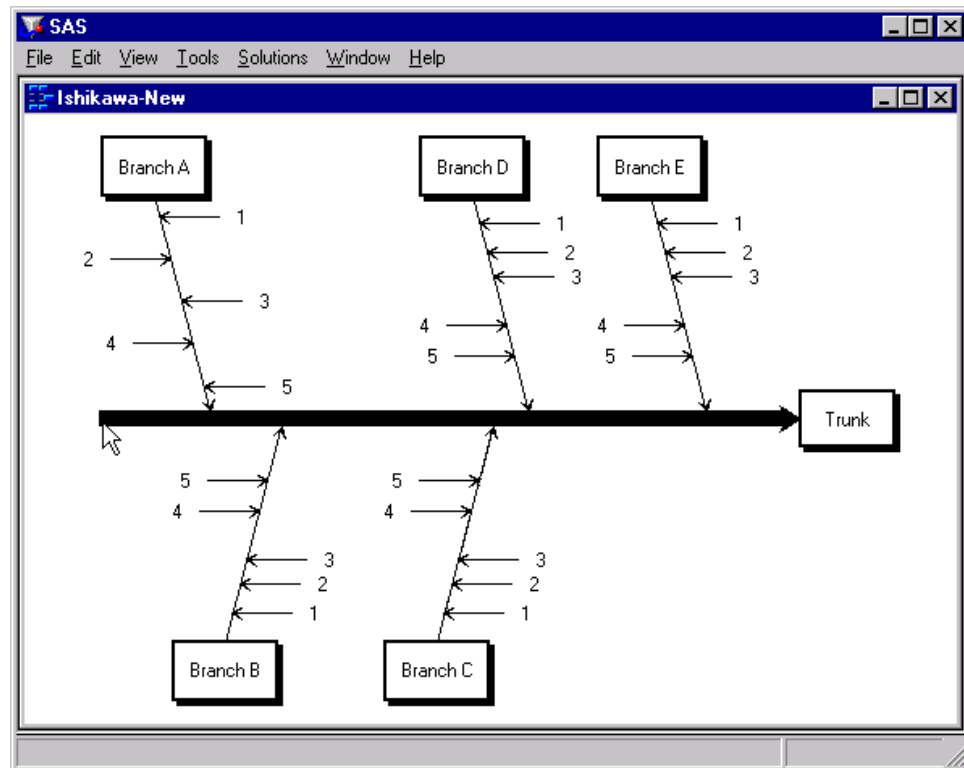 SAS
File Edit View Tools Solutions Window Help
Ishikawa-New
Branch A Branch D Branch E
1 1 1
2 2 2
3 3 3
4 4 4
5 5 5
Trunk
5 5
4 4
3 3
2 2
1 1
Branch B Branch C